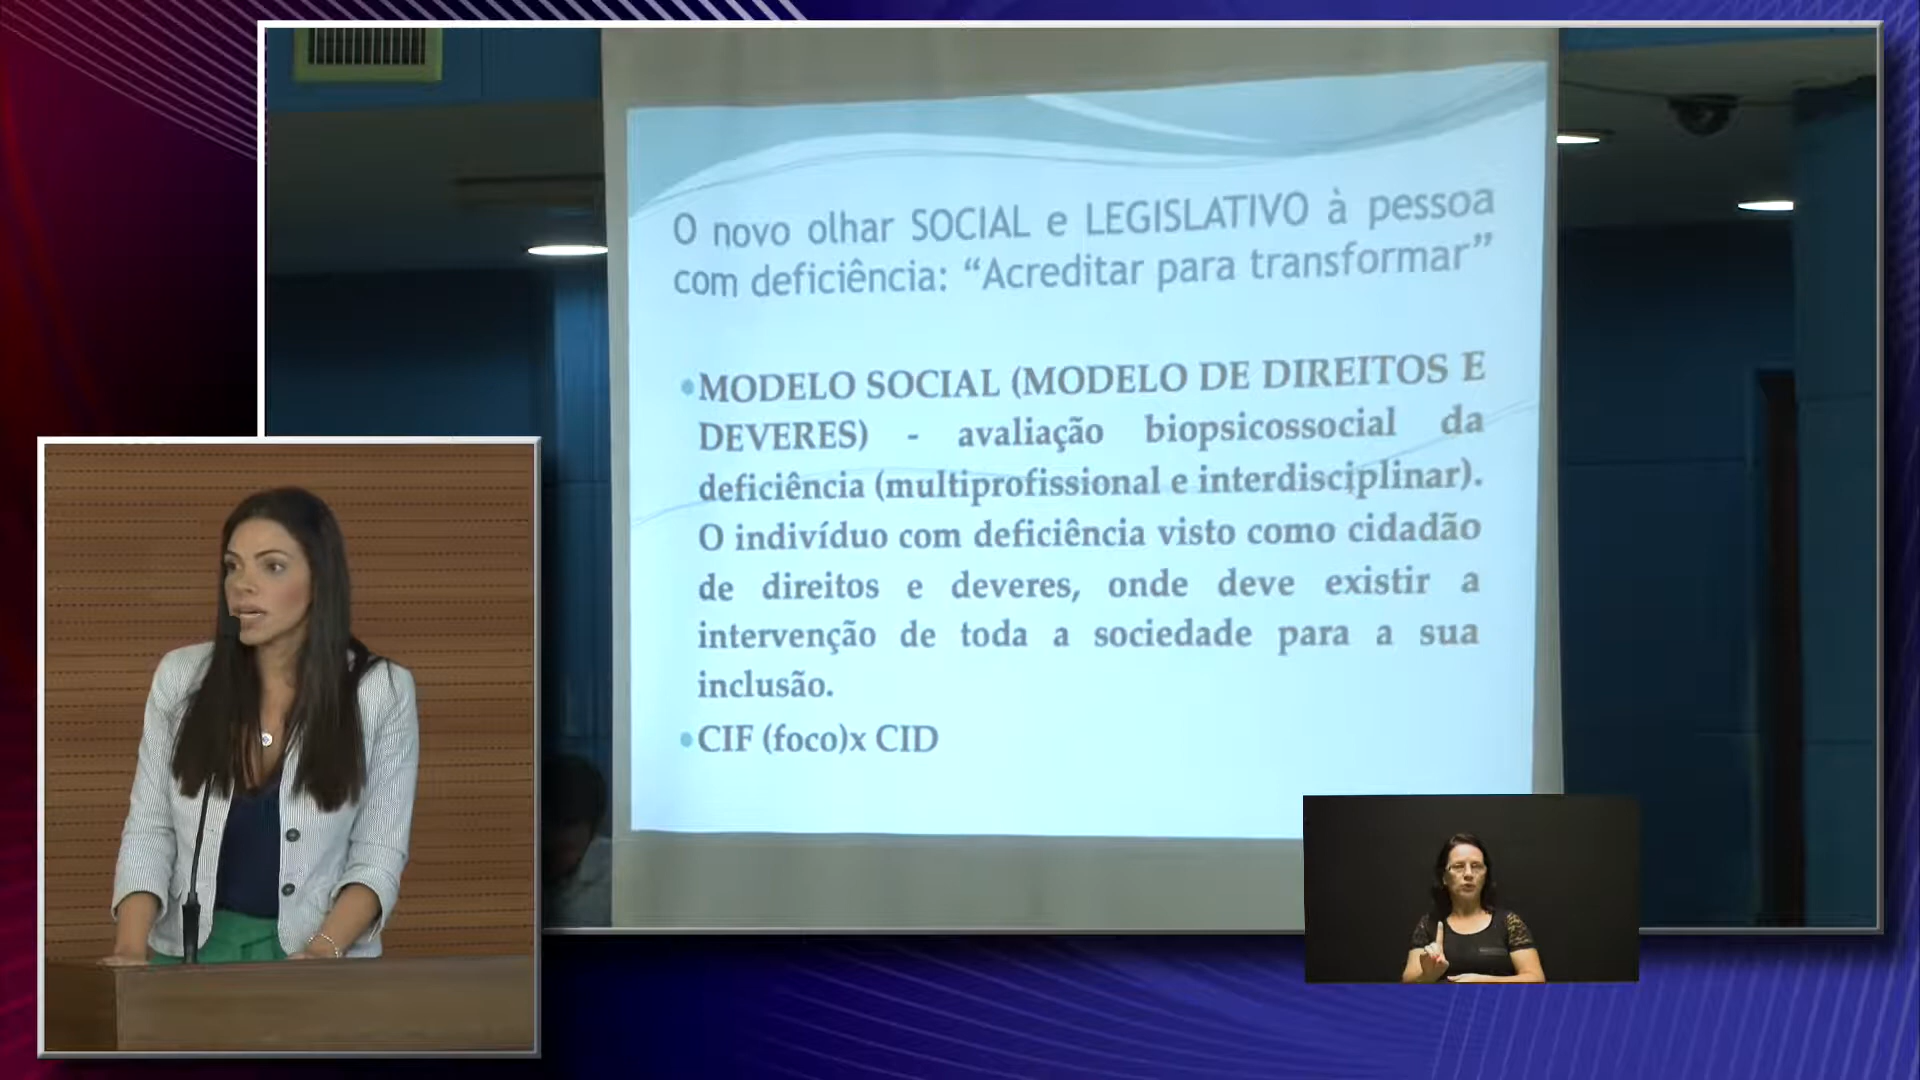 O novo olhar SOCIAL e LEGISLATIVO à pessoa
com deficiência: “Acreditar para transformar”
•MODELO SOCIAL (MODELO DE DIREITOS E
DEVERES) - avaliação biopsicossocial da
deficiência (multiprofissional e interdisciplinar).
O indivíduo com deficiência visto como cidadão
de direitos e deveres, onde deve existir a
intervenção de toda a sociedade para a sua
inclusão.
•CIF (foco)x CID